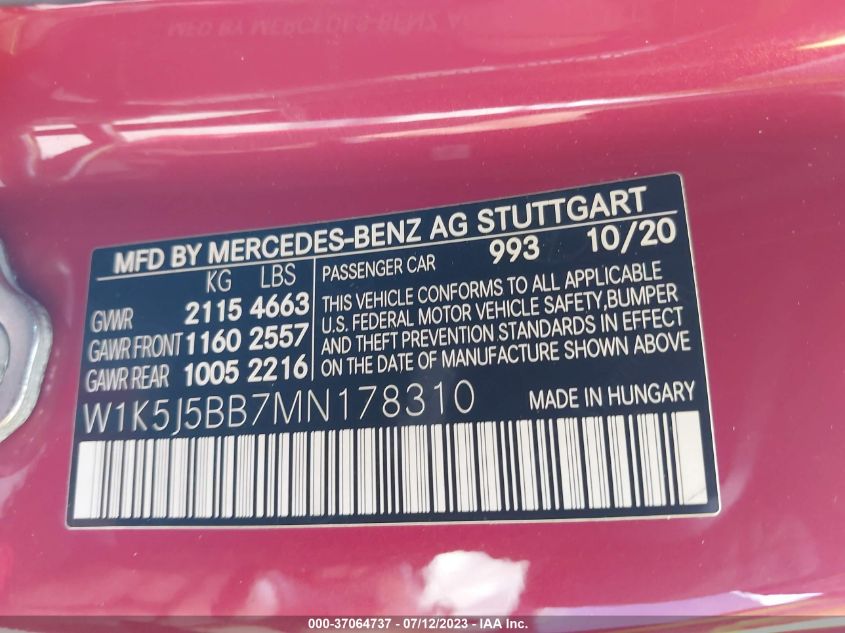 MFD BY MERCEDES-BENZ AG STUTTGART
KG LBS
GVWR 2115 4663
GAWR FRONT 1160 2557
GAWR REAR 1005 2216
PASSENGER CAR 993 10/20
THIS VEHICLE CONFORMS TO ALL APPLICABLE
U.S. FEDERAL MOTOR VEHICLE SAFETY,BUMPER
AND THEFT PREVENTION STANDARDS IN EFFECT
ON THE DATE OF MANUFACTURE SHOWN ABOVE
W1K5J5BB7MN178310 MADE IN HUNGARY
000-37064737 - 07/12/2023 - IAA Inc.